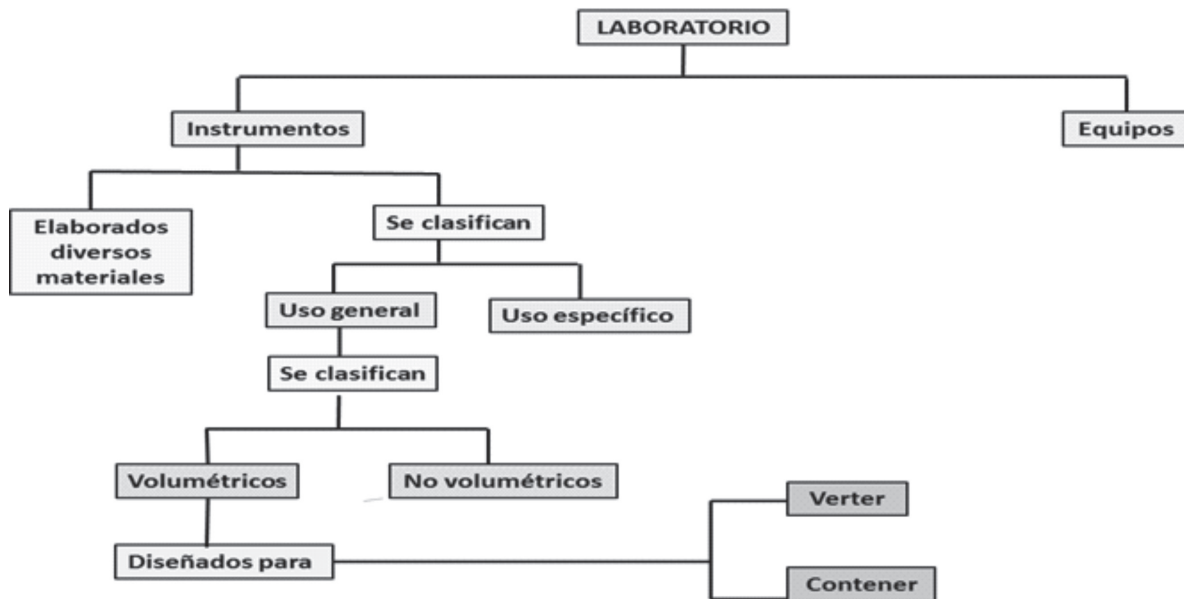 LABORATORIO
Instrumentos
Equipos
Elaborados
diversos
materiales
Se clasifican
Uso general
Uso específico
Se clasifican
Volumétricos
No volumétricos
Verter
Diseñados para
Contener